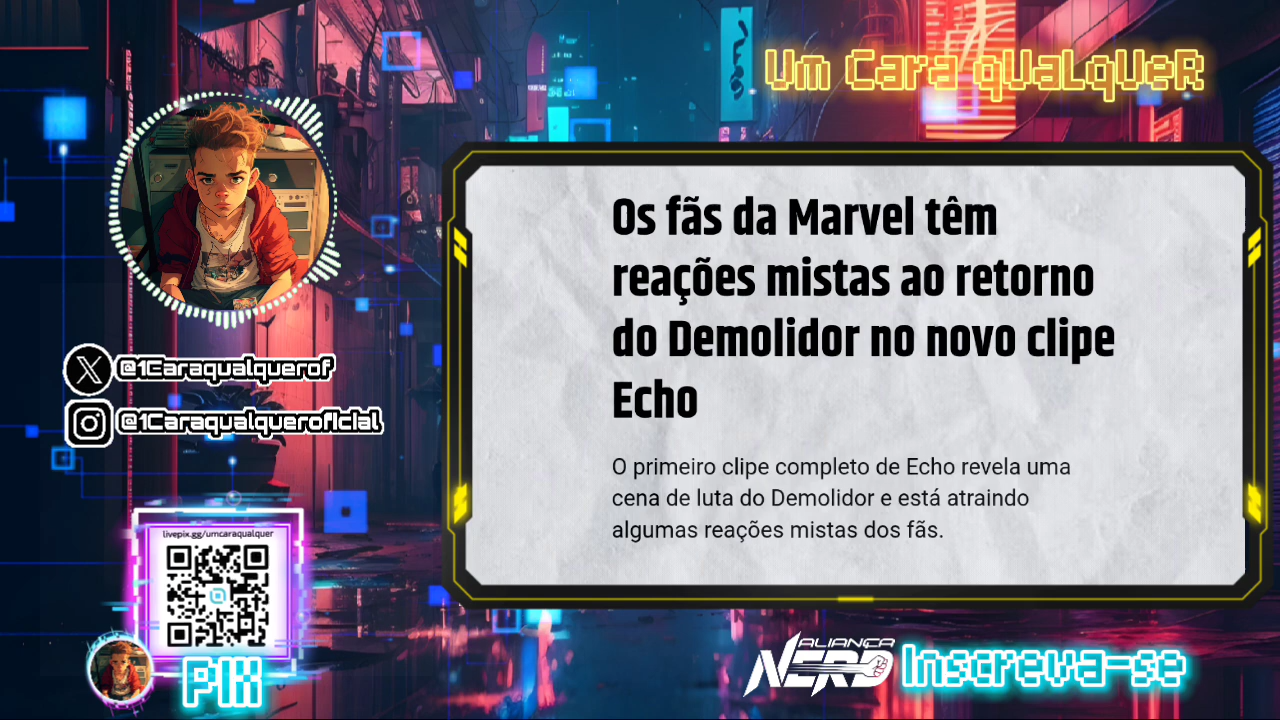 Um Cara qUaLqUeR
Os fãs da Marvel têm
reações mistas ao retorno
do Demolidor no novo clipe
Echo
O primeiro clipe completo de Echo revela uma
cena de luta do Demolidor e está atraindo
algumas reações mistas dos fãs.
@1Caraqualquerof
@1Caraqualqueroficial
livepix.gg/umcaraqualquer
PIX
ALIANÇA
NERD
Inscreva-se